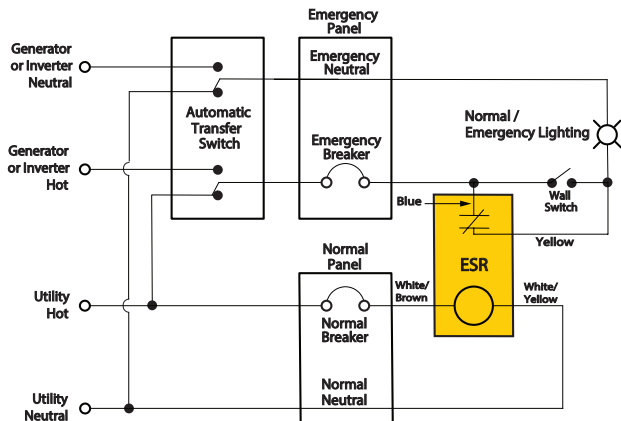 Generator
or Inverter
Neutral
Generator
or Inverter
Hot
Utility
Hot
Utility
Neutral
Automatic
Transfer
Switch
Emergency
Panel
Emergency
Neutral
Emergency
Breaker
Normal
Panel
Normal
Breaker
Normal
Neutral
Normal /
Emergency Lighting
Wall
Switch
Blue
Yellow
ESR
White/
Brown
White/
Yellow